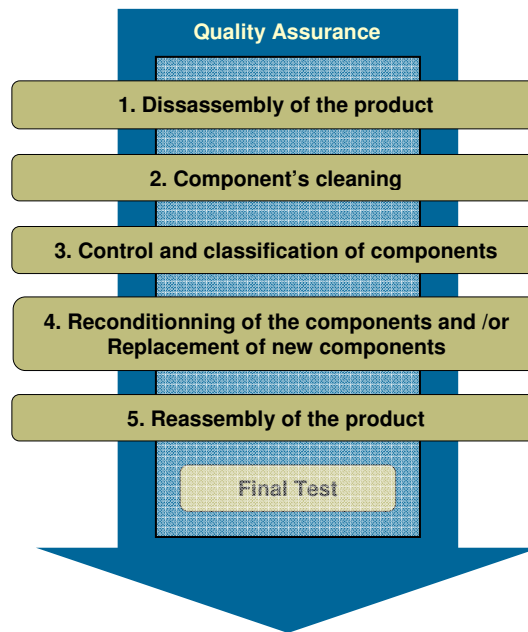 Quality Assurance
1. Dissassembly of the product
2. Component's cleaning
3. Control and classification of components
4. Reconditionning of the components and /or
Replacement of new components
5. Reassembly of the product
Final Test